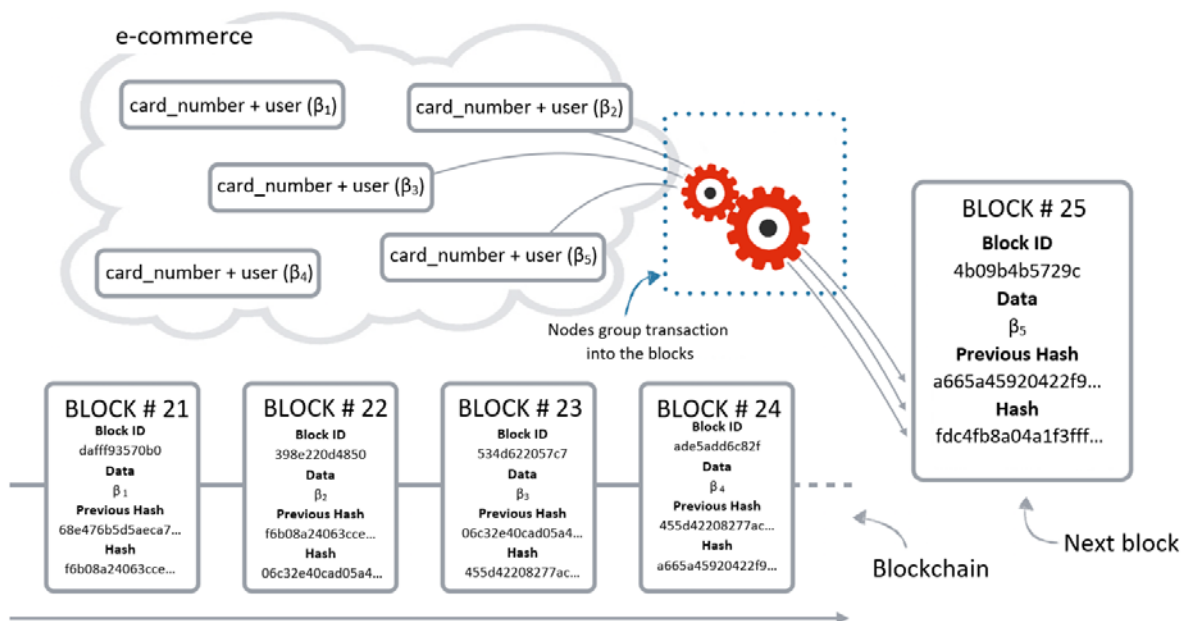 e-commerce
card_number + user (β₁)
card_number + user (β₂)
card_number + user (β₃)
card_number + user (β₄)
card_number + user (β₅)
Nodes group transaction
into the blocks
BLOCK # 25
Block ID
4b09b4b5729c
Data
β₅
Previous Hash
a665a45920422f9...
Hash
fdc4fb8a04a1f3fff...
Next block
BLOCK # 21
Block ID
dafff93570b0
Data
β₁
Previous Hash
68e476b5d5aeca7...
Hash
f6b08a24063cce...
BLOCK # 22
Block ID
398e220d4850
Data
β₂
Previous Hash
f6b08a24063cce...
Hash
06c32e40cad05a4...
BLOCK # 23
Block ID
534d622057c7
Data
β₃
Previous Hash
06c32e40cad05a4...
Hash
455d42208277ac...
BLOCK # 24
Block ID
ade5add6c82f
Data
β₄
Previous Hash
455d42208277ac...
Hash
a665a45920422f9...
Blockchain